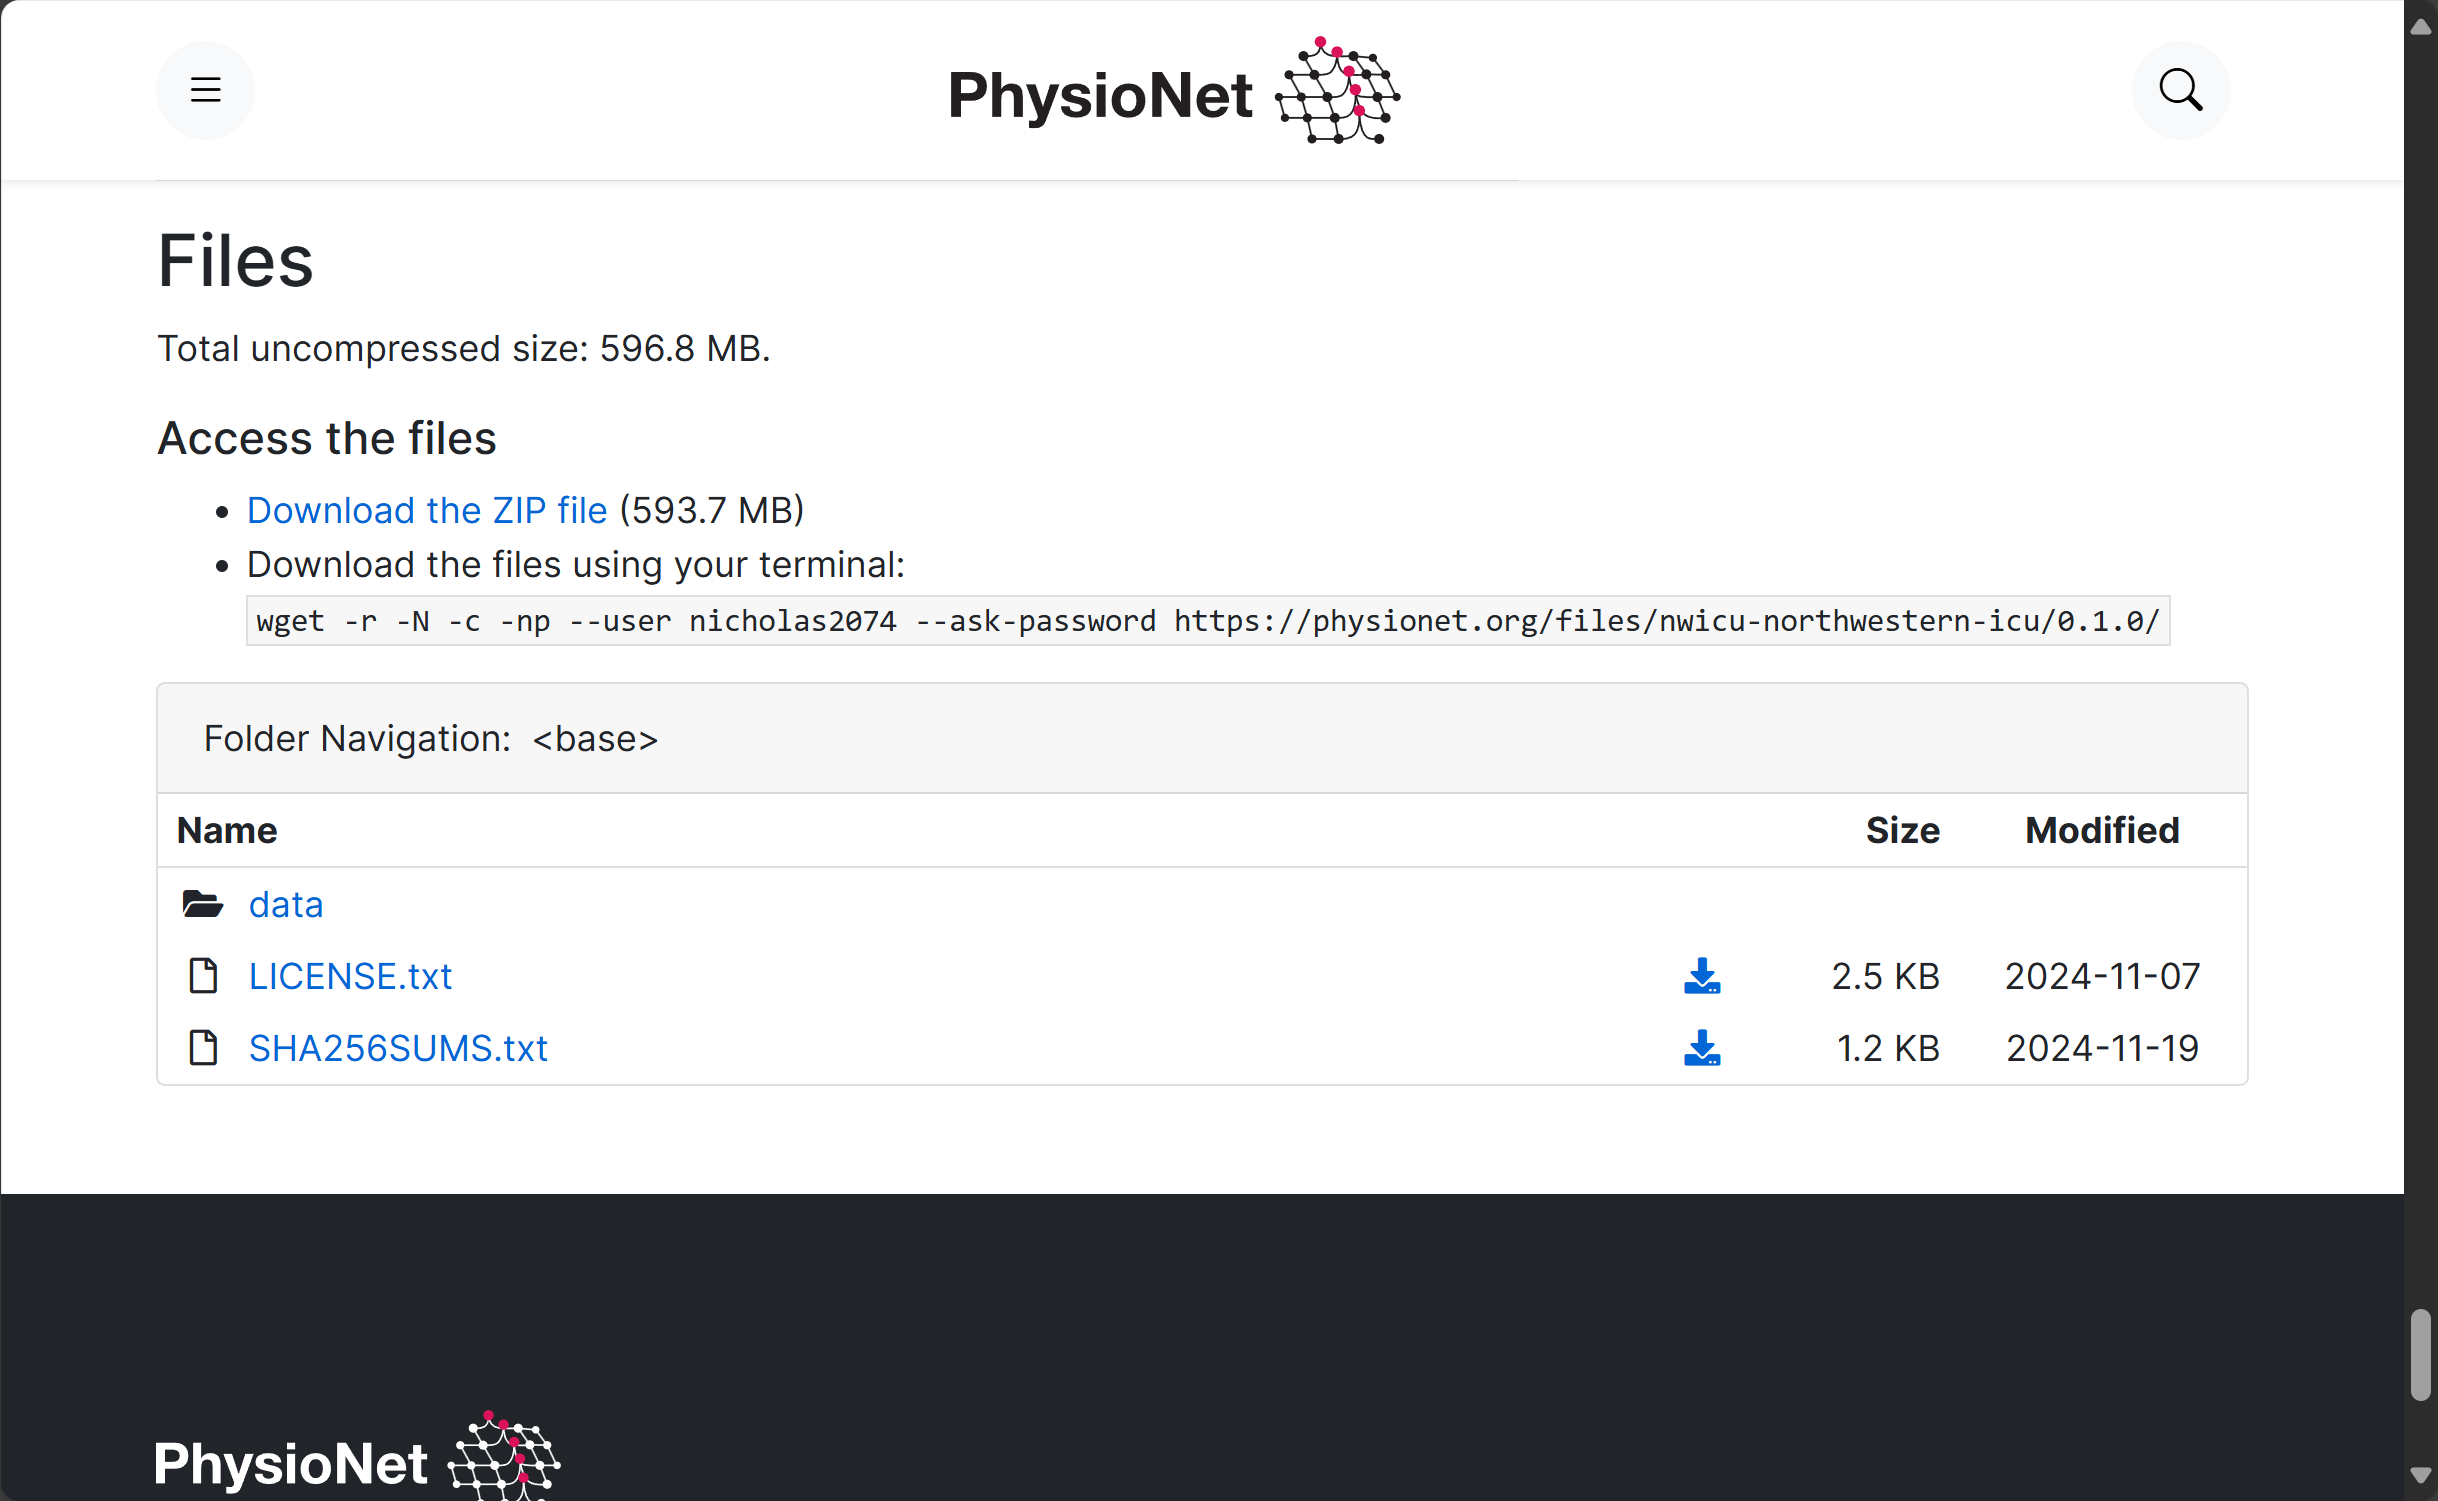 PhysioNet
Files
Total uncompressed size: 596.8 MB.
Access the files
• Download the ZIP file (593.7 MB)
• Download the files using your terminal:
wget -r -N -c -np --user nicholas2074 --ask-password https://physionet.org/files/nwicu-northwestern-icu/0.1.0/
Folder Navigation: <base>
Name Size Modified
data
LICENSE.txt 2.5 KB 2024-11-07
SHA256SUMS.txt 1.2 KB 2024-11-19
PhysioNet